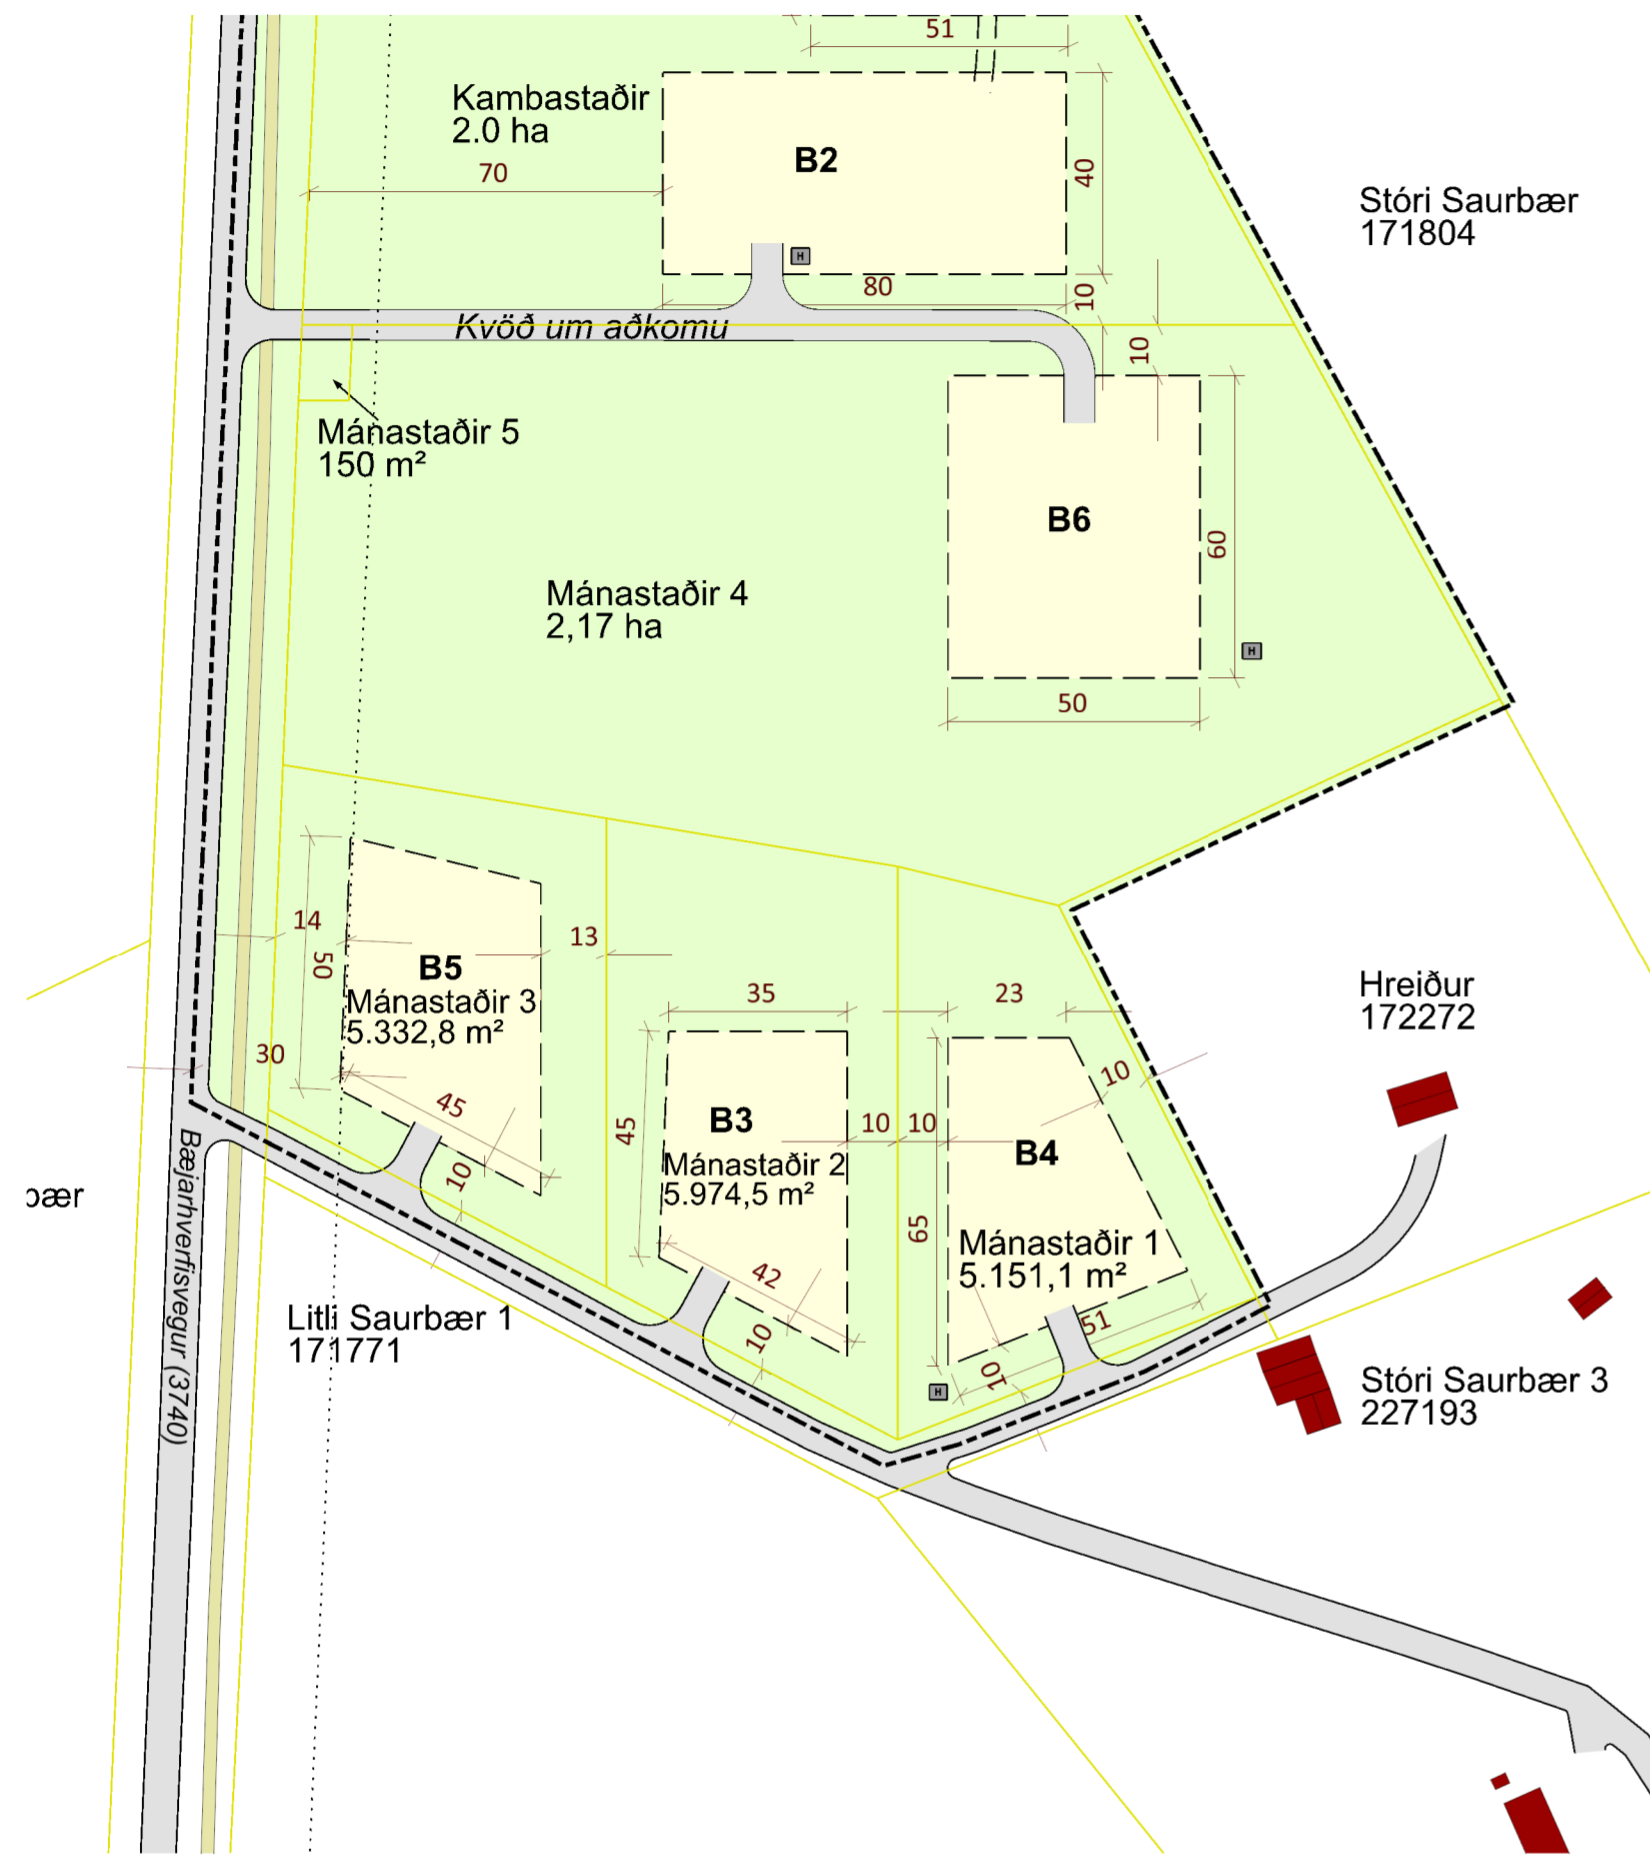 51
Kambastaðir
2.0 ha
70
B2
40
Stóri Saurbær
171804
H
80
10
Kvöð um aðkomu
10
Mánastaðir 5
150 m²
B6
60
Mánastaðir 4
2,17 ha
H
50
14
13
50
B5
Mánastaðir 3
5.332,8 m²
35
23
Hreiður
172272
30
45
10
45
B3
10
10
B4
10
Mánastaðir 2
5.974,5 m²
Bæjarhverfisvegur (3740)
65
Mánastaðir 1
5.151,1 m²
42
10
51
10
H
Litli Saurbær 1
171771
Stóri Saurbær 3
227193